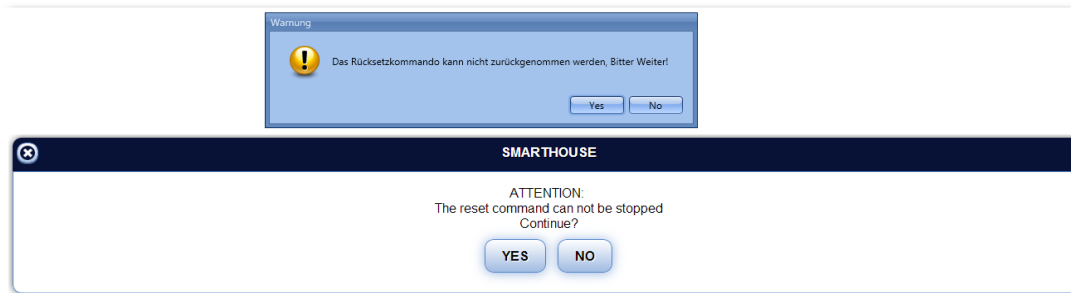 Warnung
Das Rücksetzkommando kann nicht zurückgenommen werden, Bitter Weiter!
Yes No
SMARTHOUSE
ATTENTION:
The reset command can not be stopped
Continue?
YES NO